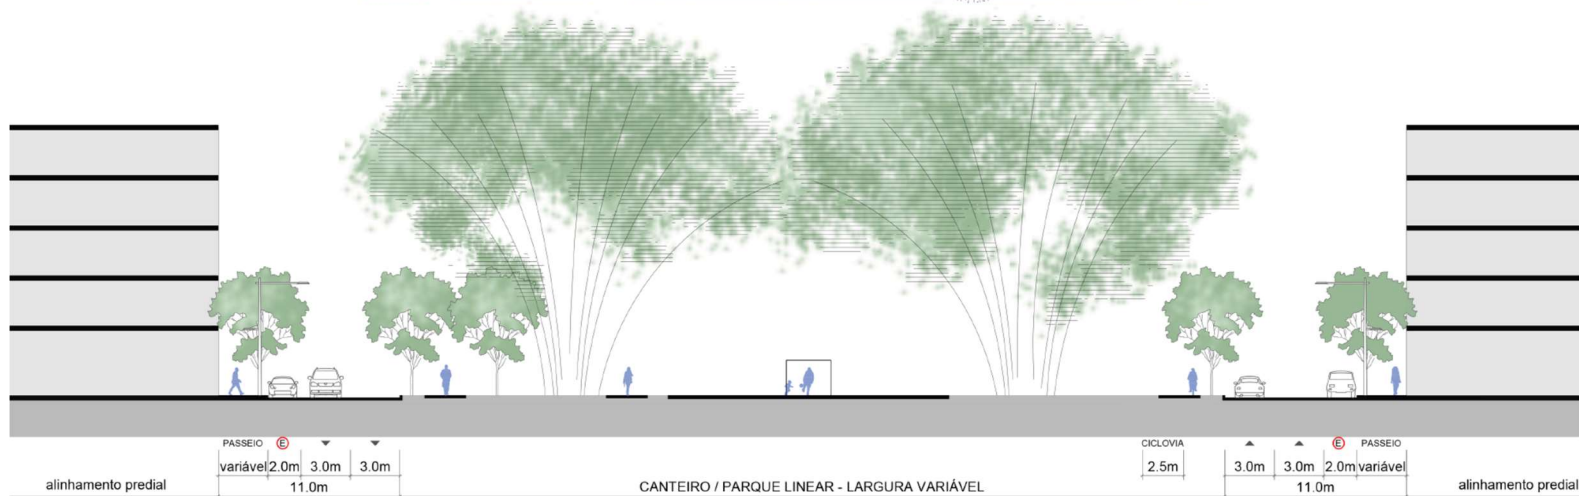 PASSEIO E CICLOVIA E PASSEIO
variável 2.0m 3.0m 3.0m 2.5m 3.0m 3.0m 2.0m variável
alinhamento predial 11.0m CANTEIRO / PARQUE LINEAR - LARGURA VARIÁVEL 11.0m alinhamento predial